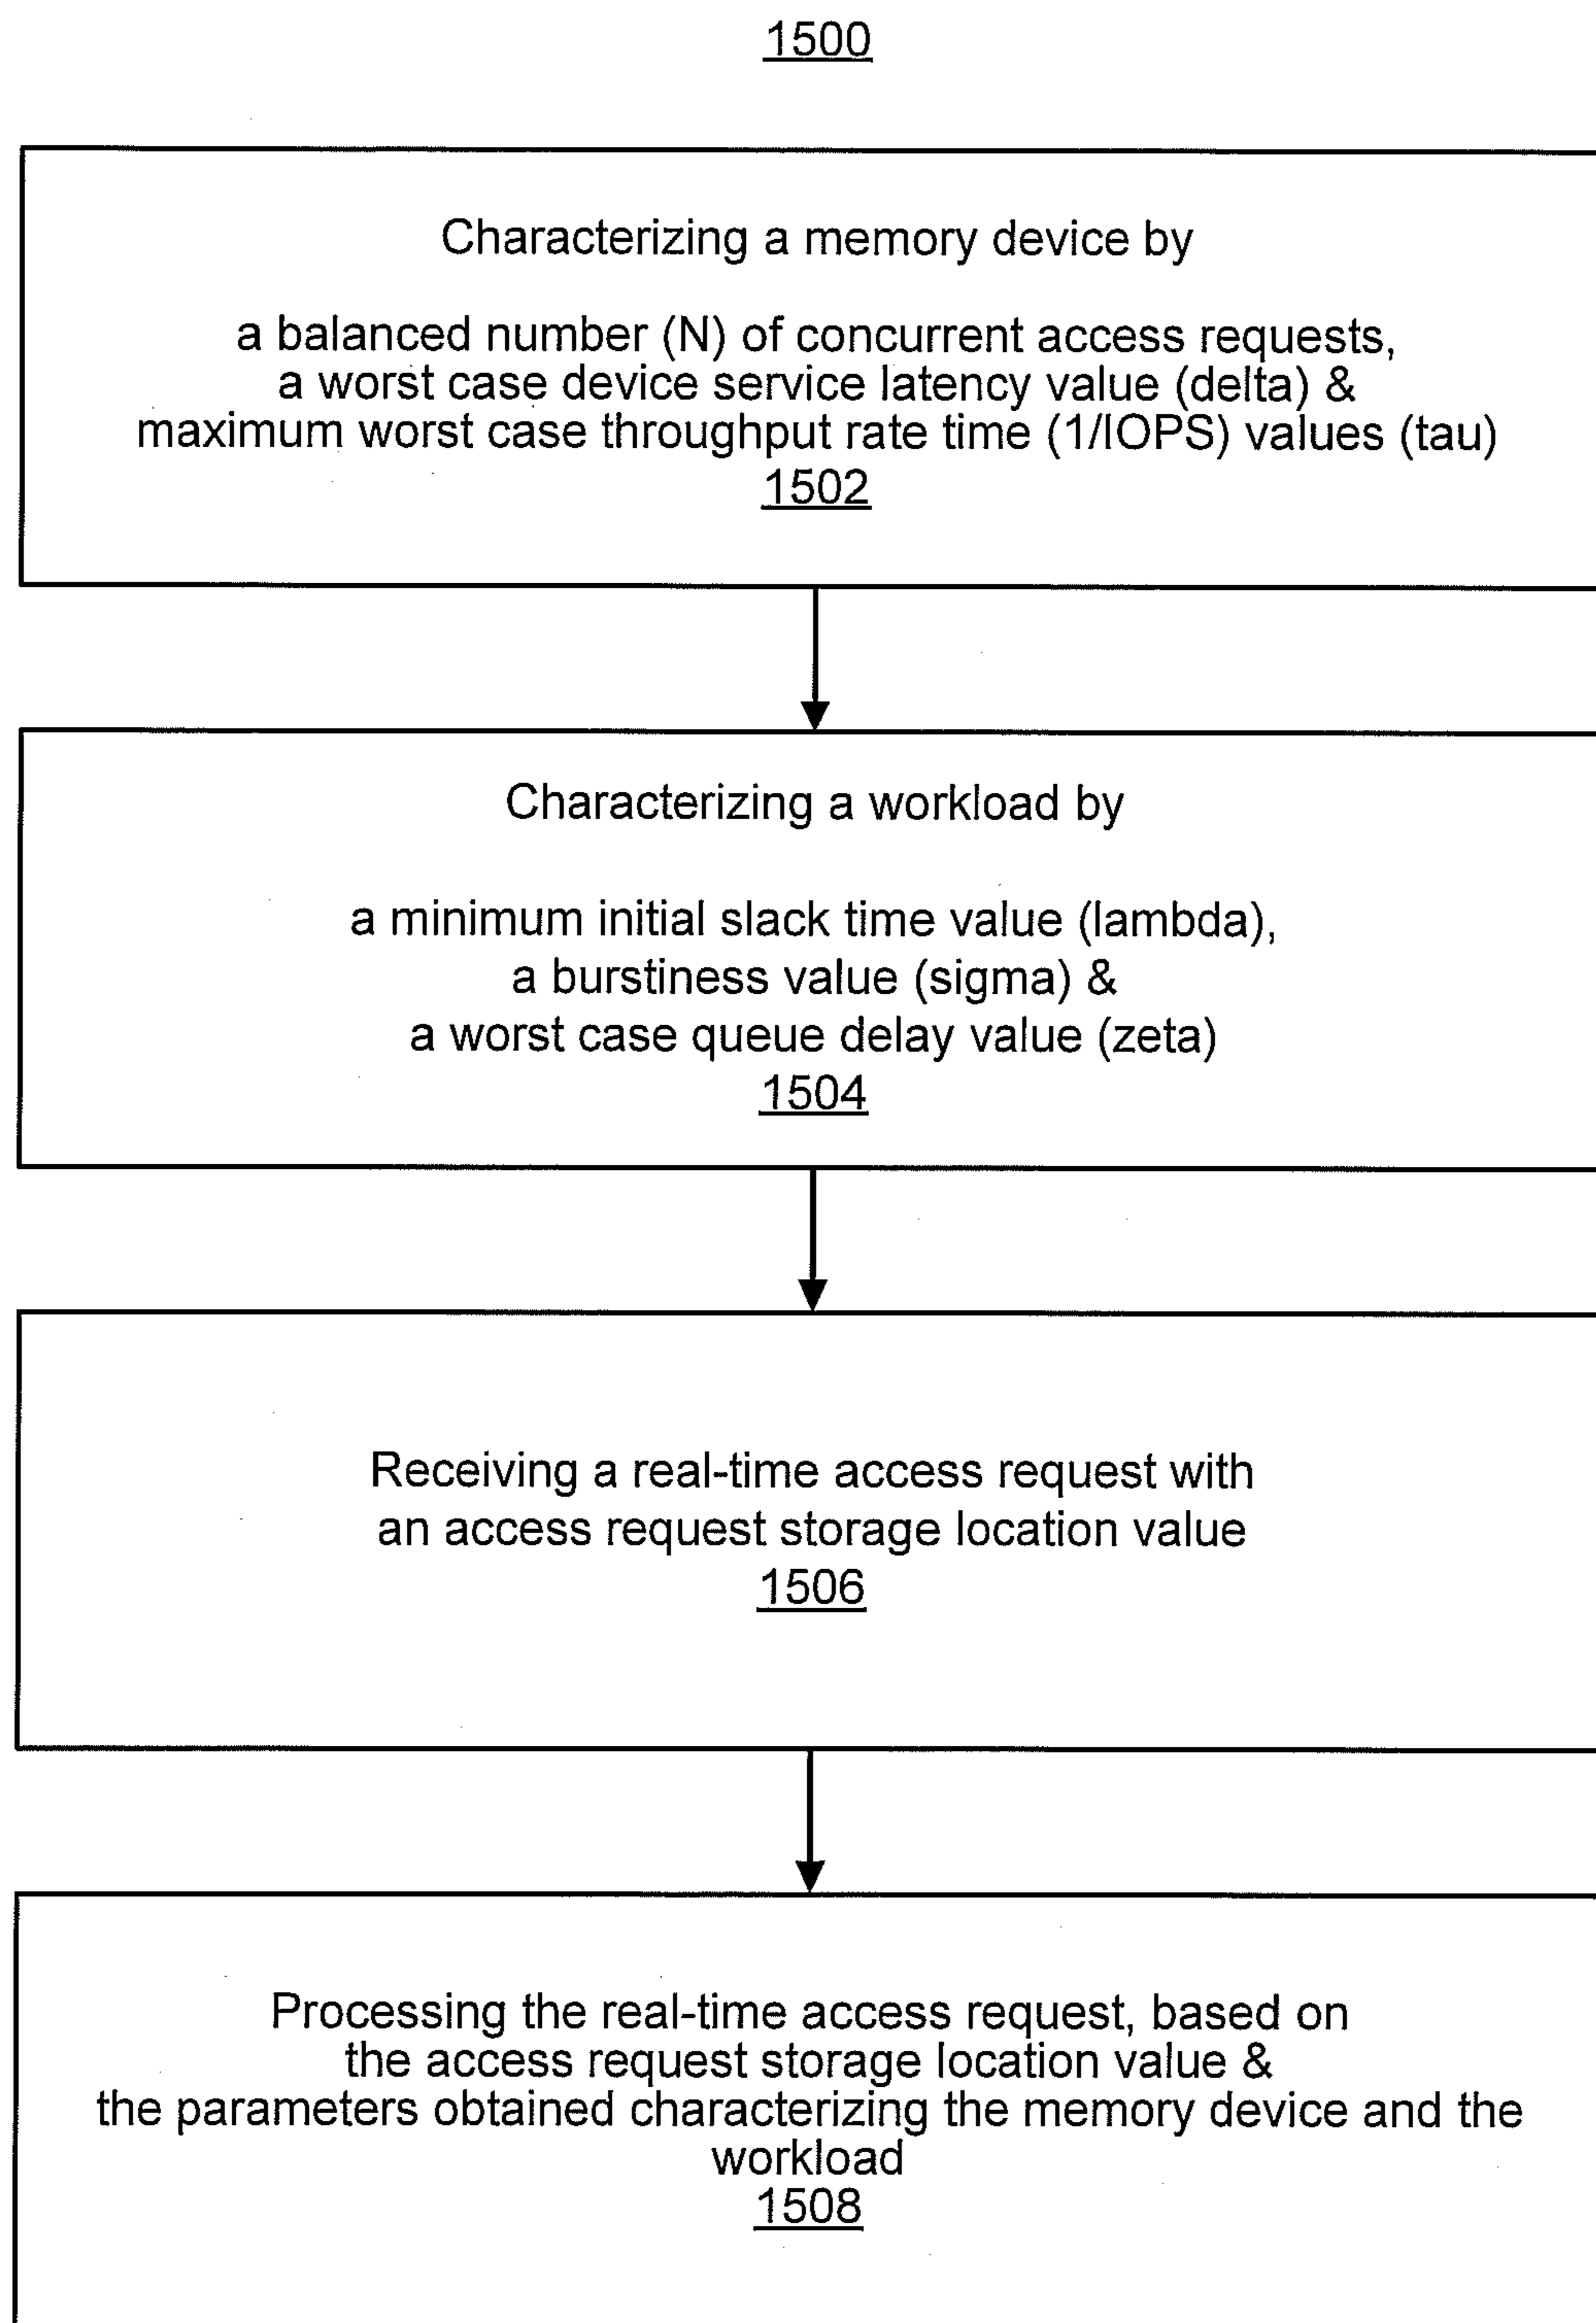 1500
Characterizing a memory device by
a balanced number (N) of concurrent access requests,
a worst case device service latency value (delta) &
maximum worst case throughput rate time (1/IOPS) values (tau)
1502
Characterizing a workload by
a minimum initial slack time value (lambda),
a burstiness value (sigma) &
a worst case queue delay value (zeta)
1504
Receiving a real-time access request with
an access request storage location value
1506
Processing the real-time access request, based on
the access request storage location value &
the parameters obtained characterizing the memory device and the
workload
1508